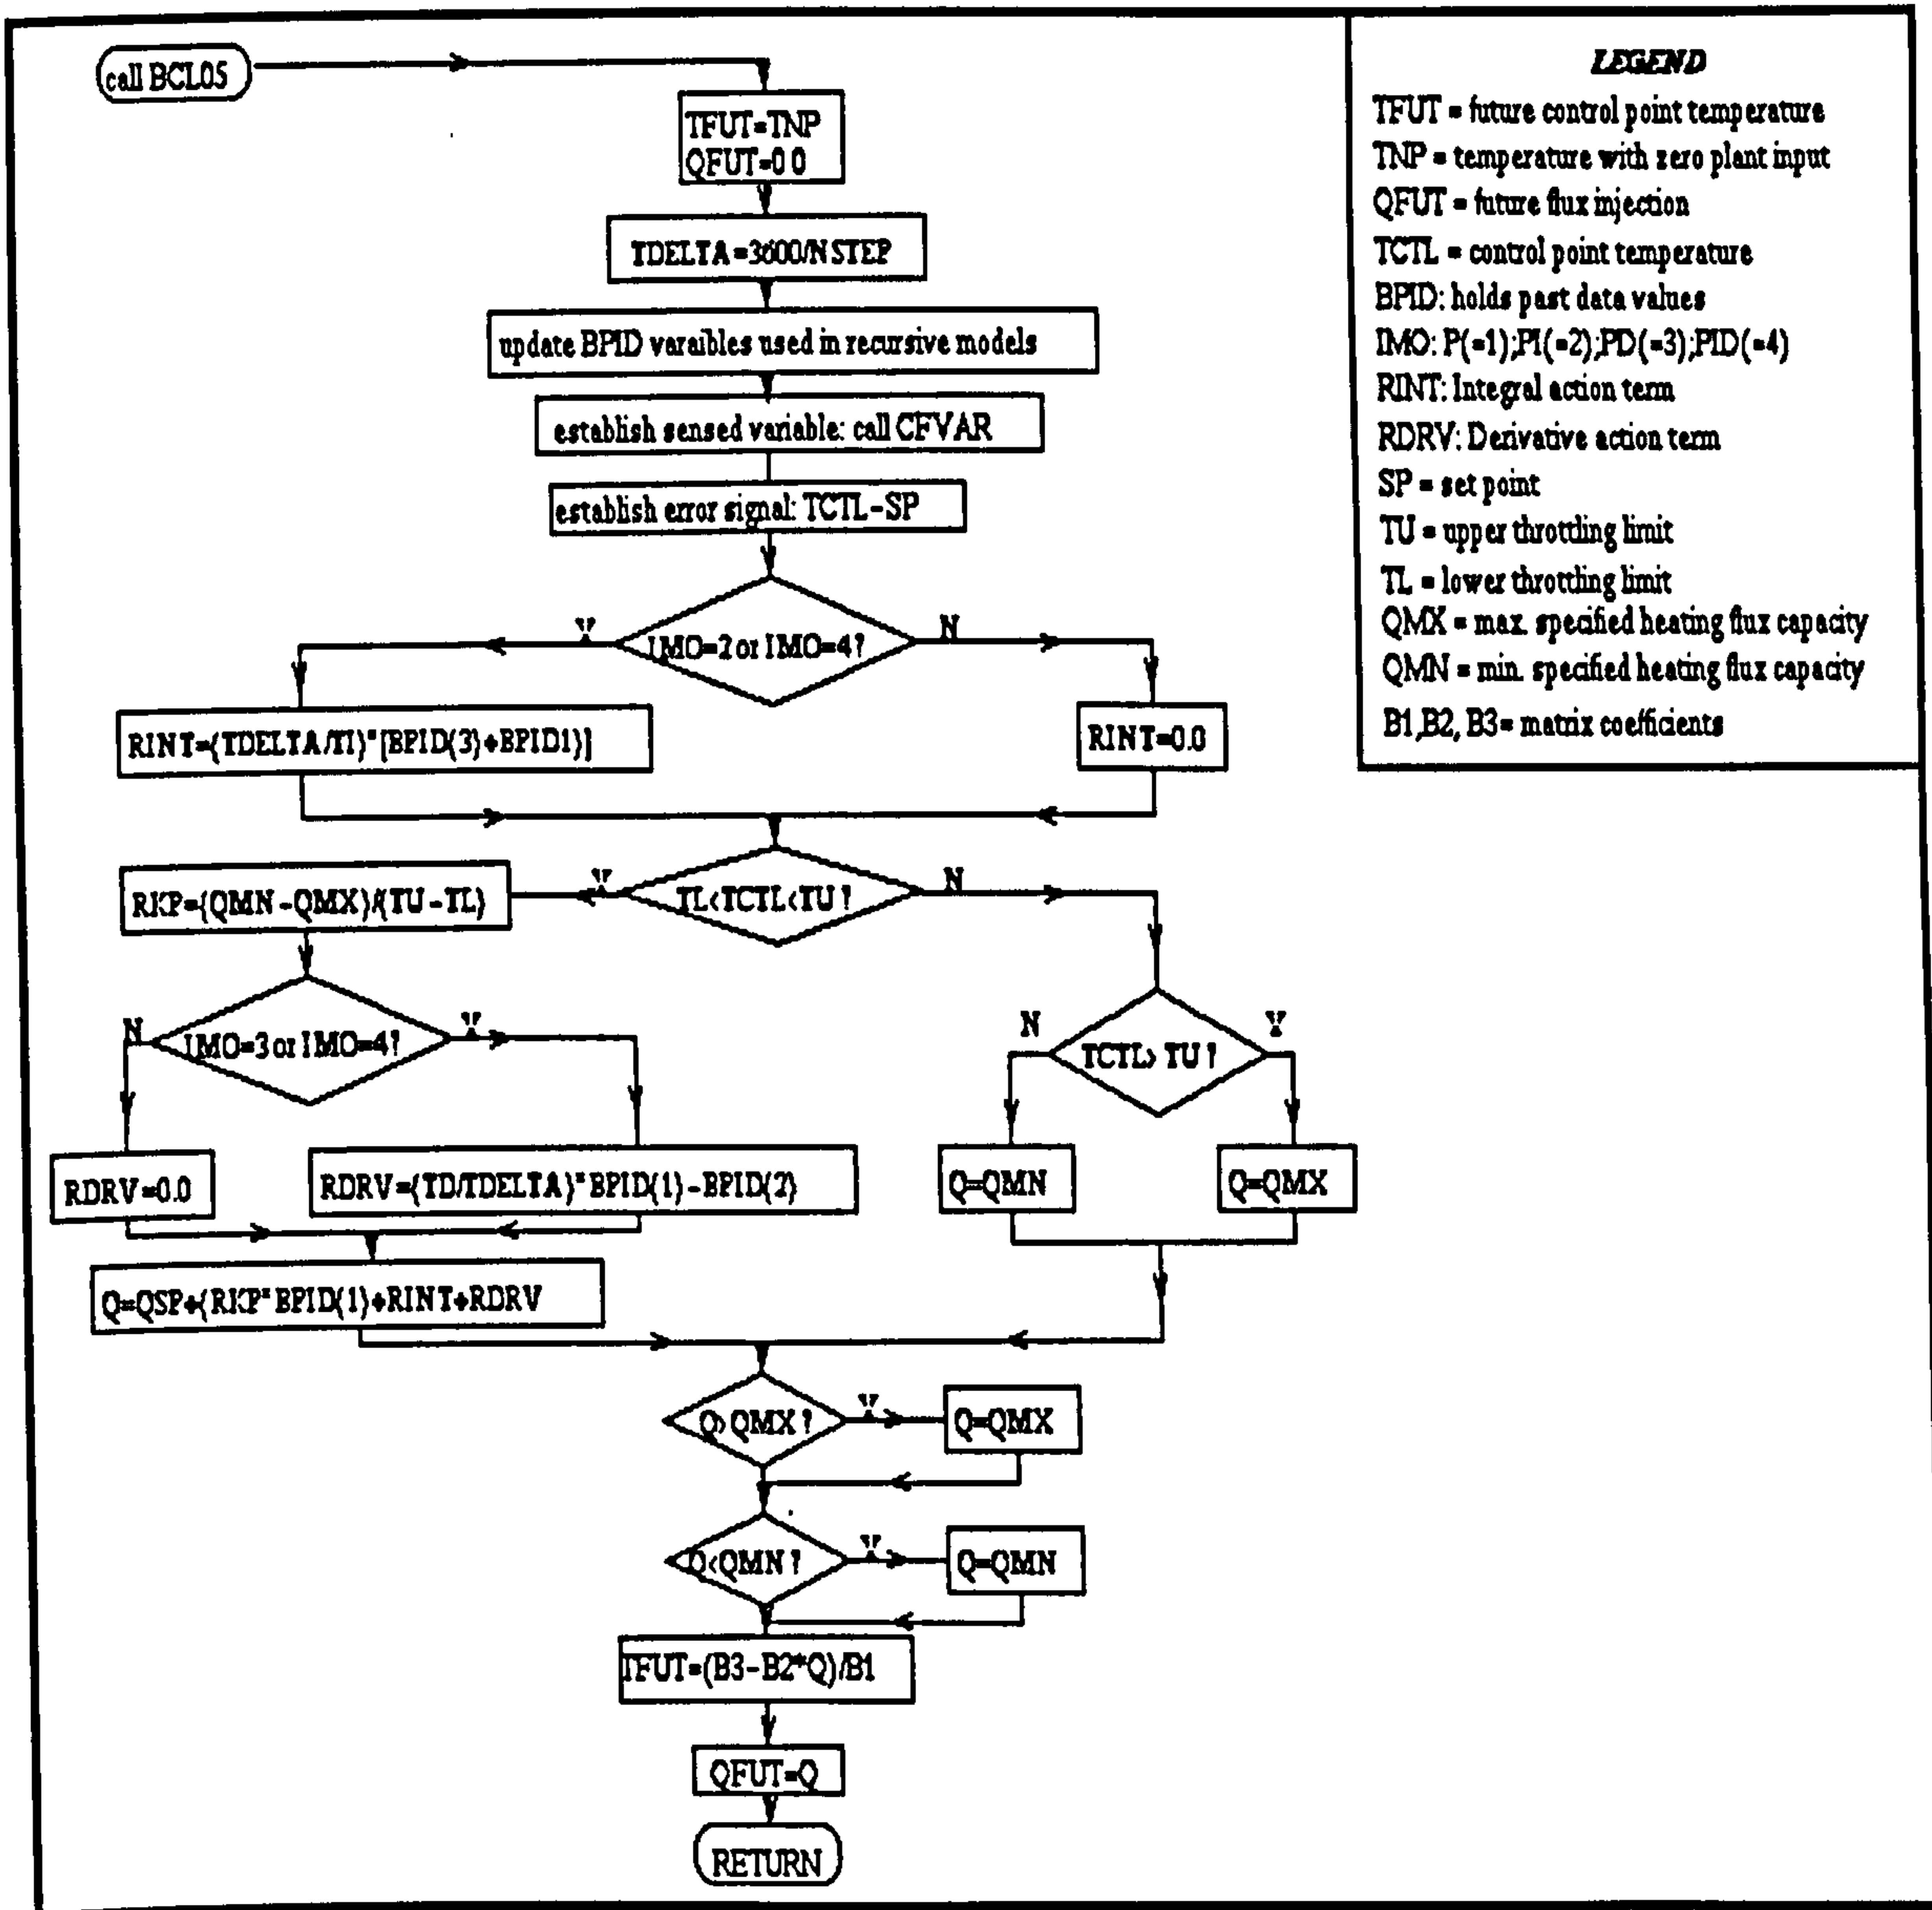 call BCL05
TFUT=TNP
QFUT=0 0
TDELTA=3600/NSTEP
update BPID varaibles used in recursive models
establish sensed variable: call CFVAR
establish error signal: TCTL-SP
IMO=2 or IMO=4?
Y
N
RINT=(TDELTA/TI)*[BPID(3)+BPID1)]
RINT=0.0
TL<TCTL<TU?
Y
N
RKP=(QMN-QMX)/(TU-TL)
IMO=3 or IMO=4?
N
Y
TCTL> TU?
N
Y
RDRV=0.0
RDRV=(TD/TDELTA)*BPID(1)-BPID(2)
Q=QMN
Q=QMX
Q=QSP+(RKP*BPID(1)+RINT+RDRV
Q>QMX?
Y
Q=QMX
Q<QMN?
Y
Q=QMN
TFUT=(B3-B2*Q)/B1
QFUT=Q
RETURN
LEGEND
TFUT = future control point temperature
TNP = temperature with zero plant input
QFUT = future flux injection
TCTL = control point temperature
BPID: holds past data values
IMO: P(=1);PI(=2);PD(=3);PID(=4)
RINT: Integral action term
RDRV: Derivative action term
SP = set point
TU = upper throttling limit
TL = lower throttling limit
QMX = max. specified heating flux capacity
QMN = min. specified heating flux capacity
B1,B2, B3= matrix coefficients